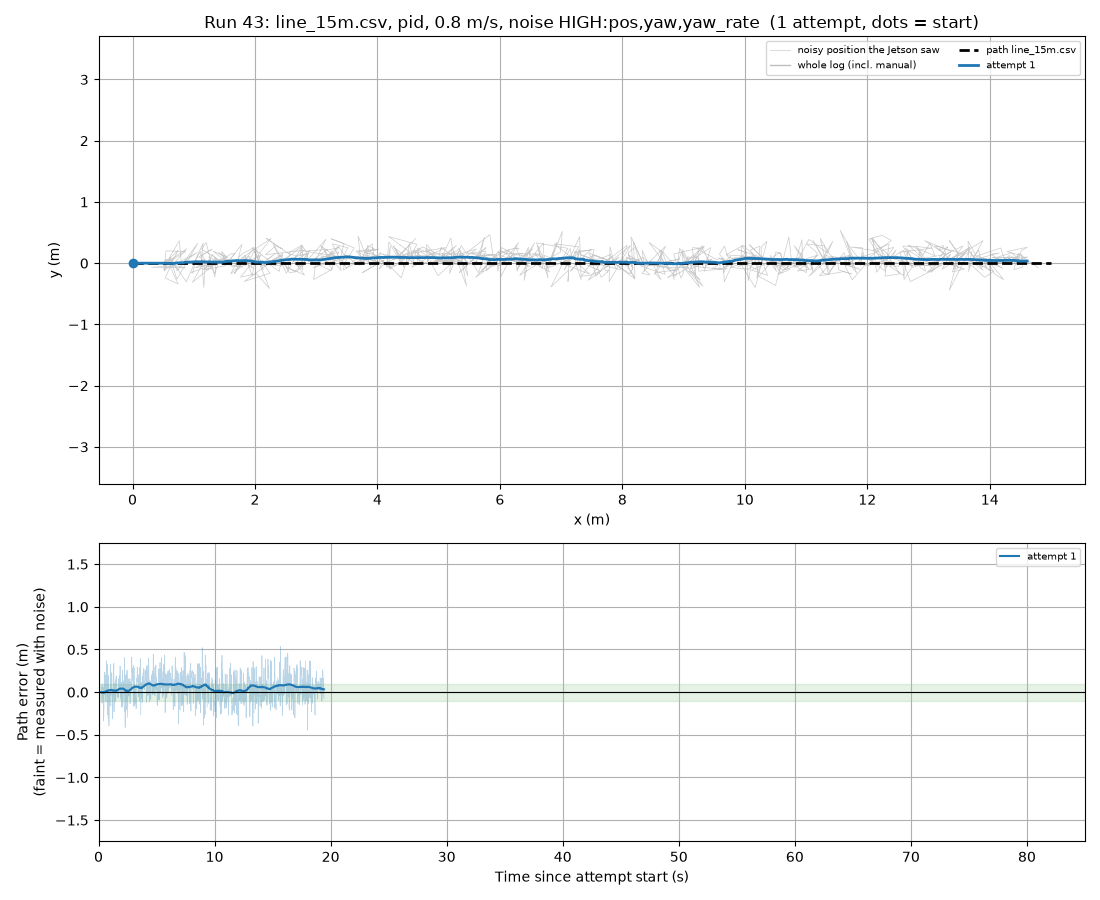 Run 43: line_15m.csv, pid, 0.8 m/s, noise HIGH:pos,yaw,yaw_rate (1 attempt, dots = start)
noisy position the Jetson saw
whole log (incl. manual)
path line_15m.csv
attempt 1
y (m)
3
2
1
0
−1
−2
−3
0 2 4 6 8 10 12 14
x (m)
attempt 1
Path error (m)
(faint = measured with noise)
1.5
1.0
0.5
0.0
−0.5
−1.0
−1.5
0 10 20 30 40 50 60 70 80
Time since attempt start (s)